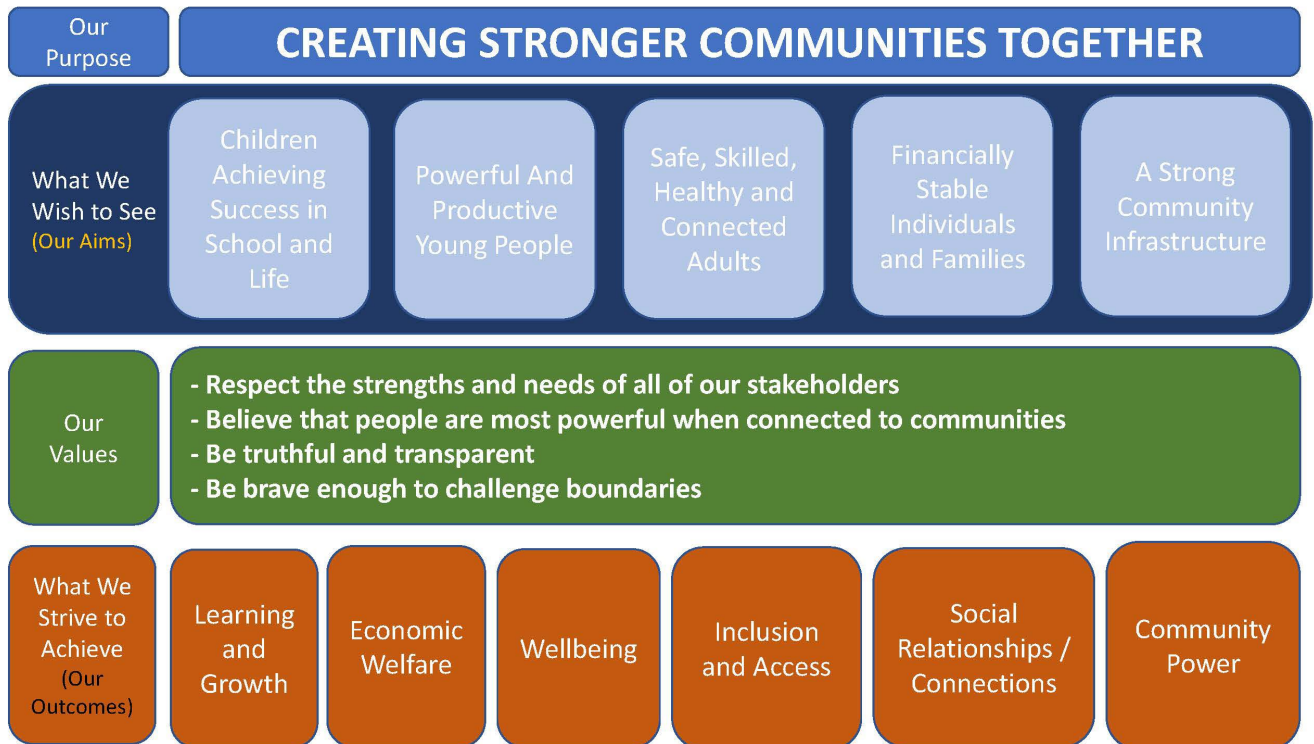 Our
Purpose
CREATING STRONGER COMMUNITIES TOGETHER
What We
Wish to See
(Our Aims)
Children
Achieving
Success in
School and
Life
Powerful And
Productive
Young People
Safe, Skilled,
Healthy and
Connected
Adults
Financially
Stable
Individuals
and Families
A Strong
Community
Infrastructure
Our
Values
- Respect the strengths and needs of all of our stakeholders
- Believe that people are most powerful when connected to communities
- Be truthful and transparent
- Be brave enough to challenge boundaries
What We
Strive to
Achieve
(Our
Outcomes)
Learning
and
Growth
Economic
Welfare
Wellbeing
Inclusion
and Access
Social
Relationships /
Connections
Community
Power